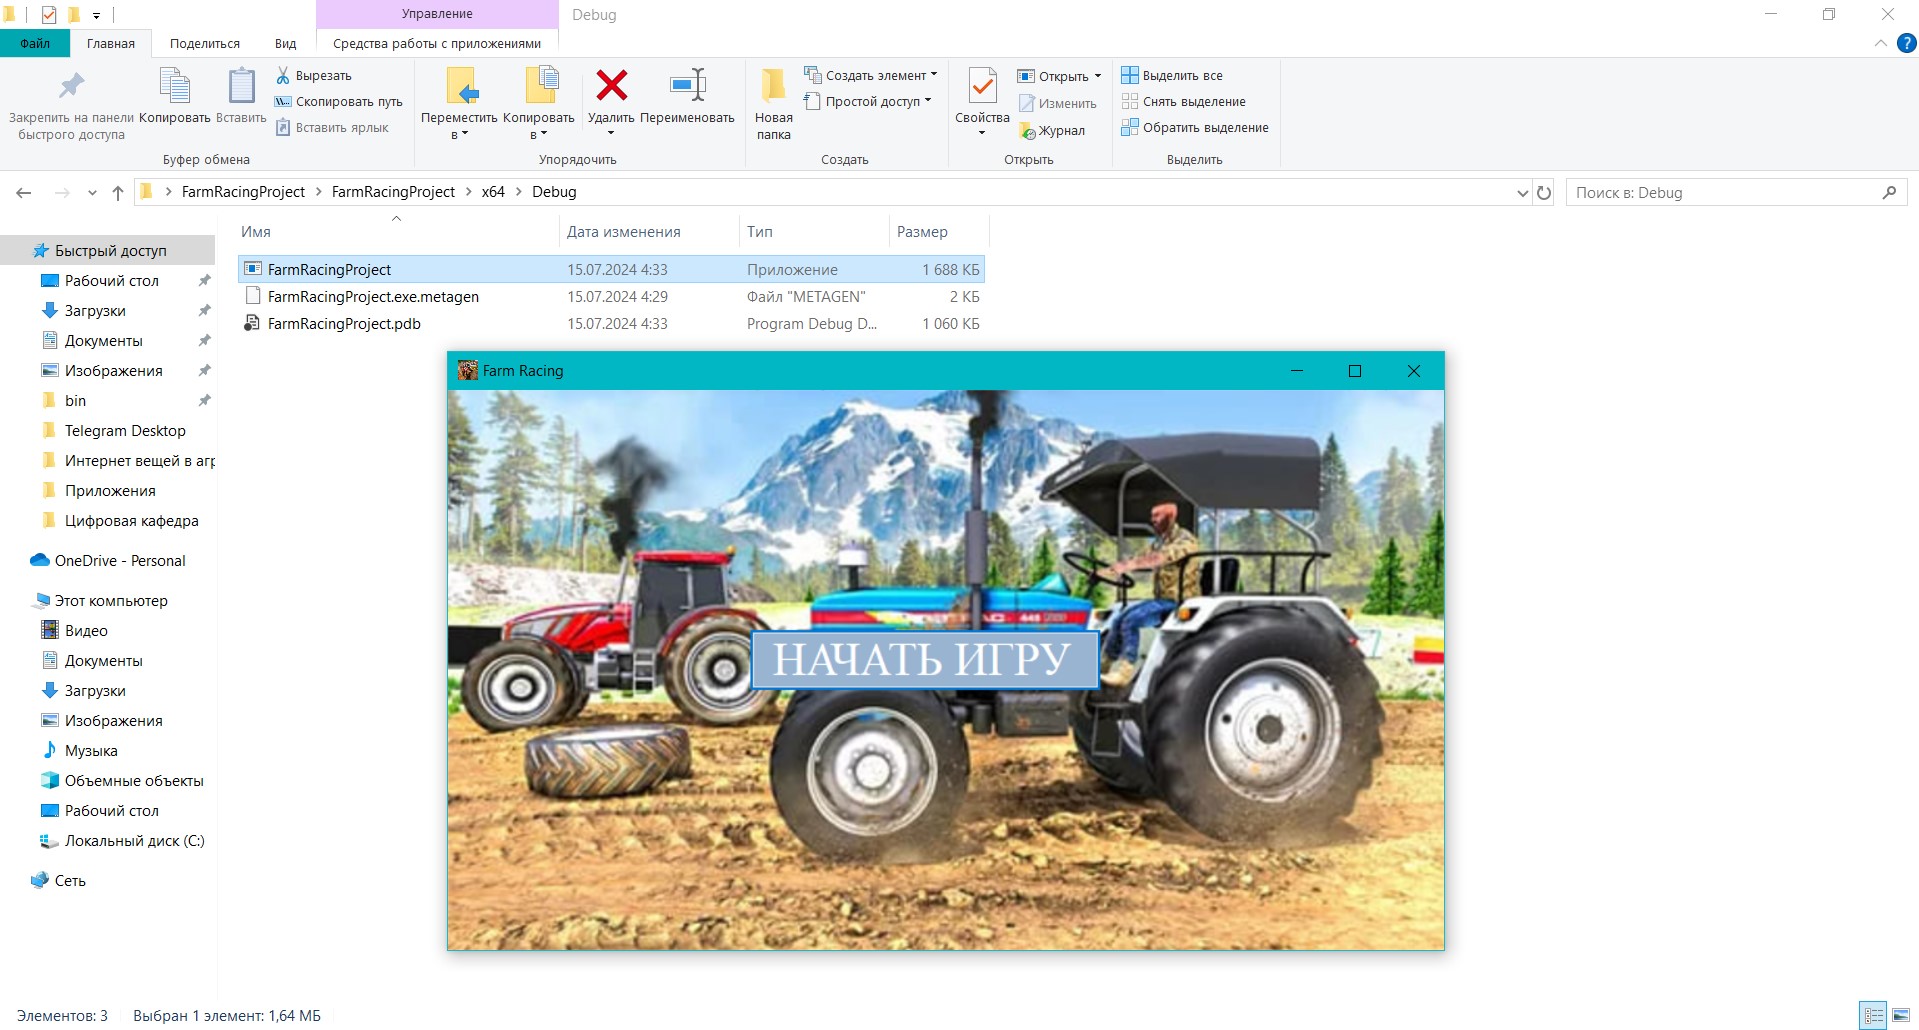 Управление
Debug
Файл
Главная
Поделиться
Вид
Средства работы с приложениями
Закрепить на панели
быстрого доступа
Копировать
Вставить
Вырезать
Скопировать путь
Вставить ярлык
Буфер обмена
Переместить
в
Копировать
в
Удалить
Переименовать
Упорядочить
Новая
папка
Создать элемент
Простой доступ
Создать
Свойства
Открыть
Изменить
Журнал
Открыть
Выделить все
Снять выделение
Обратить выделение
Выделить
FarmRacingProject
FarmRacingProject
x64
Debug
Поиск в: Debug
Имя
Дата изменения
Тип
Размер
FarmRacingProject 15.07.2024 4:33 Приложение 1 688 КБ
FarmRacingProject.exe.metagen 15.07.2024 4:29 Файл "METAGEN" 2 КБ
FarmRacingProject.pdb 15.07.2024 4:33 Program Debug D... 1 060 КБ
Быстрый доступ
Рабочий стол
Загрузки
Документы
Изображения
bin
Telegram Desktop
Интернет вещей в агр
Приложения
Цифровая кафедра
OneDrive - Personal
Этот компьютер
Видео
Документы
Загрузки
Изображения
Музыка
Объемные объекты
Рабочий стол
Локальный диск (C:)
Сеть
Farm Racing
НАЧАТЬ ИГРУ
Элементов: 3
Выбран 1 элемент: 1,64 МБ